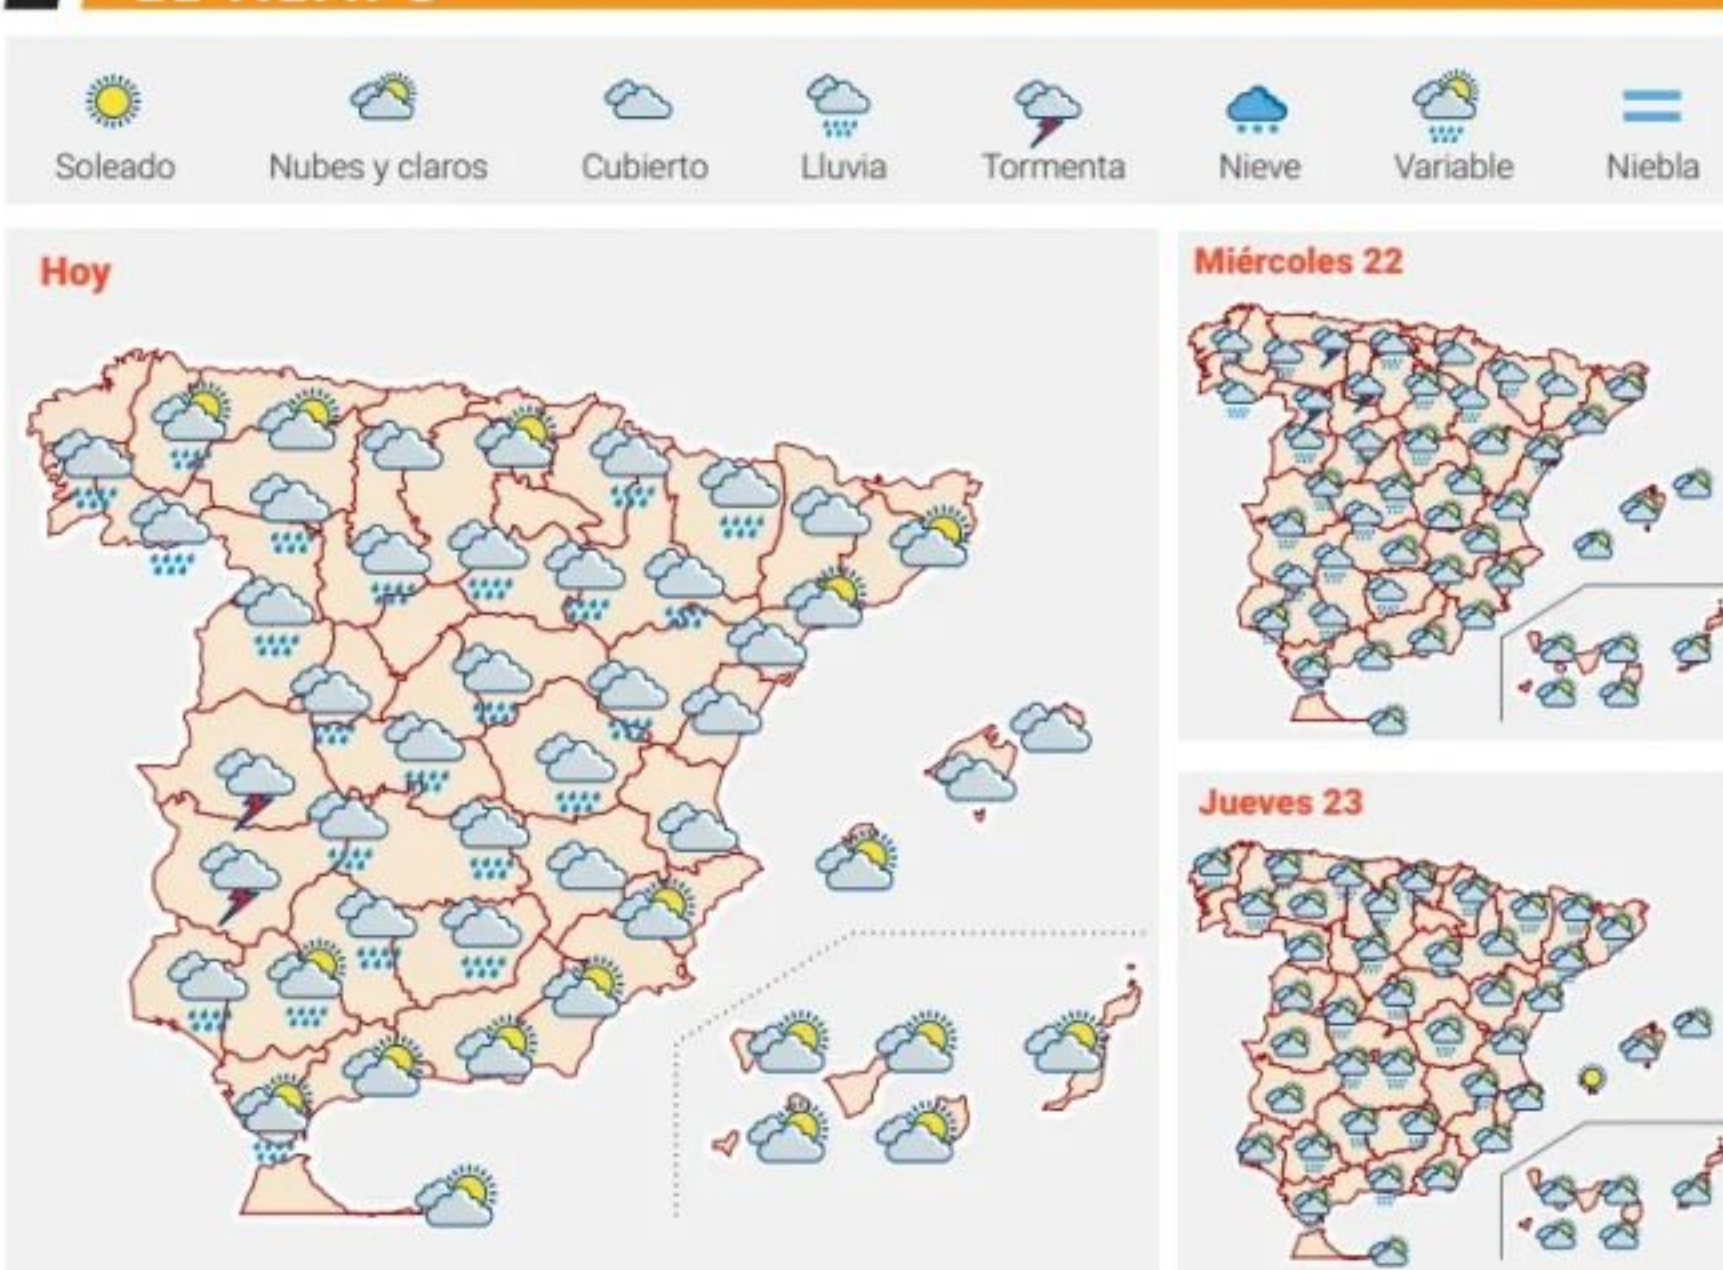 Soleado
Nubes y claros
Cubierto
Lluvia
Tormenta
Nieve
Variable
Niebla
Hoy
Miércoles 22
Jueves 23